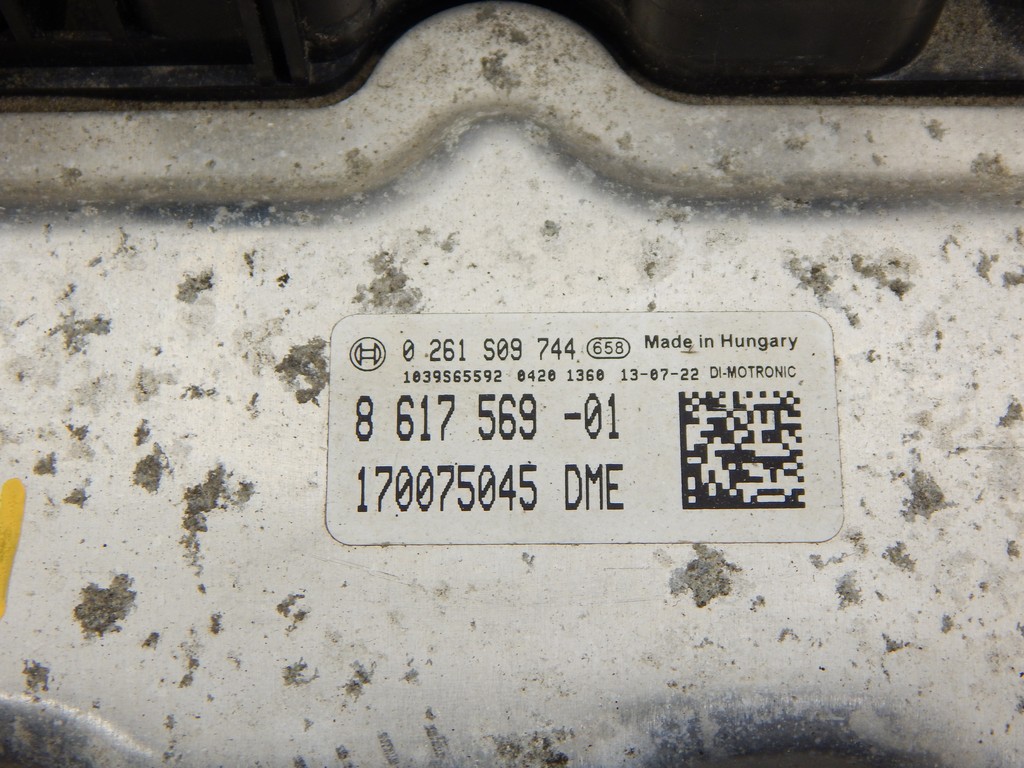 0 261 S09 744 658 Made in Hungary
1039S65592 0420 1360 13-07-22 DI-MOTRONIC
8 617 569 -01
170075045 DME